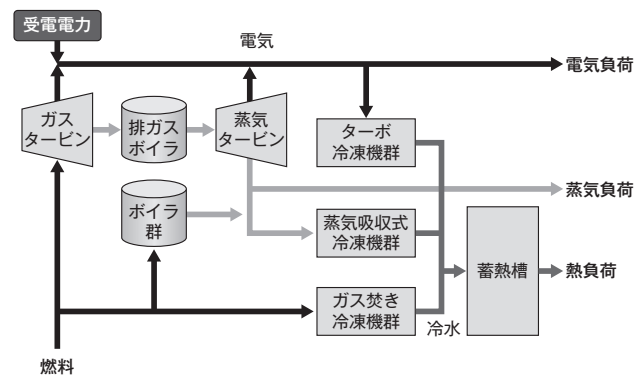 受電電力
電気
電気負荷
ガス
タービン
排ガス
ボイラ
蒸気
タービン
ターボ
冷凍機群
蒸気負荷
ボイラ
群
蒸気吸収式
冷凍機群
蓄熱槽
熱負荷
ガス焚き
冷凍機群
冷水
燃料